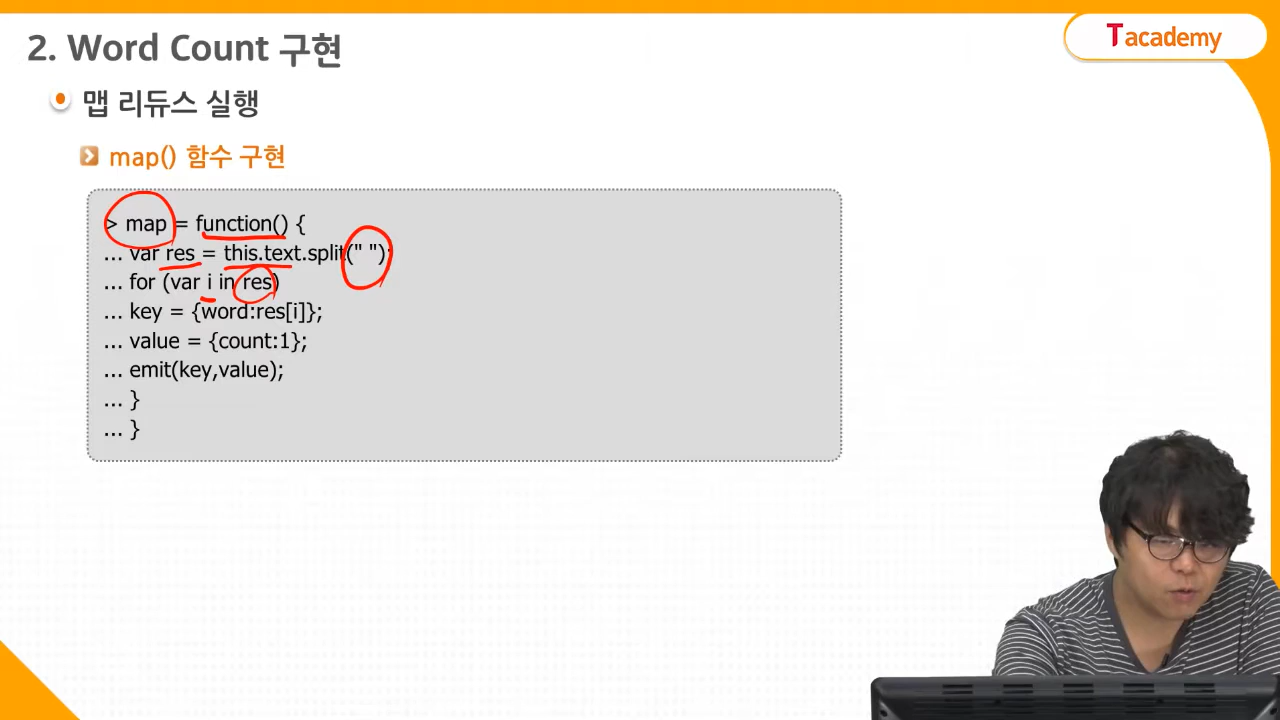 2. Word Count 구현
Tacademy
맵 리듀스 실행
map() 함수 구현
> map = function() {
... var res = this.text.split(" ");
... for (var i in res)
... key = {word:res[i]};
... value = {count:1};
... emit(key,value);
... }
... }